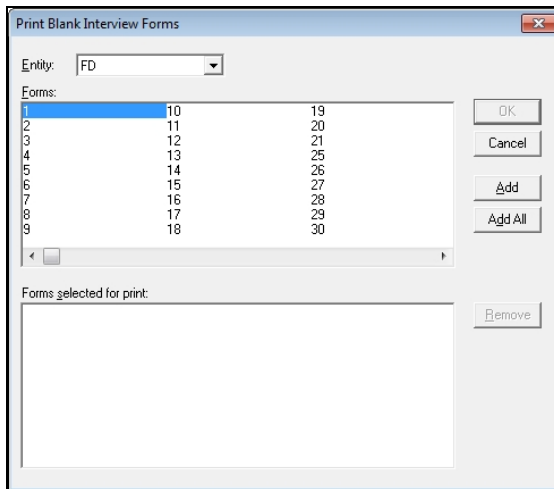 Print Blank Interview Forms
Entity: FD
Forms:
1 10 19
2 11 20
3 12 21
4 13 25
5 14 26
6 15 27
7 16 28
8 17 29
9 18 30
OK
Cancel
Add
Add All
Forms selected for print:
Remove